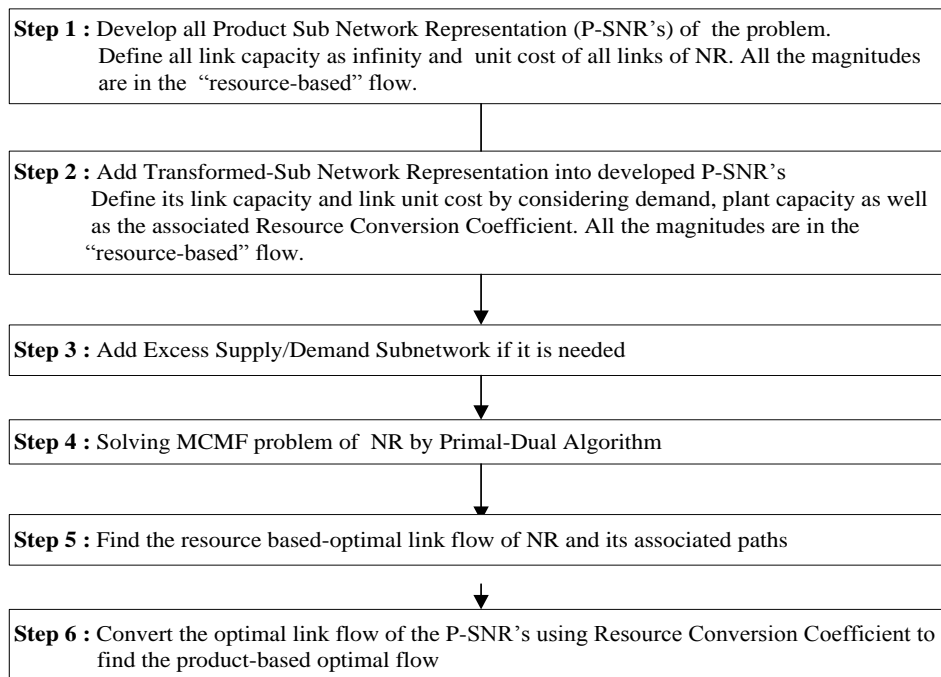 Step 1 : Develop all Product Sub Network Representation (P-SNR's) of the problem.
Define all link capacity as infinity and unit cost of all links of NR. All the magnitudes
are in the “resource-based” flow.
Step 2 : Add Transformed-Sub Network Representation into developed P-SNR's
Define its link capacity and link unit cost by considering demand, plant capacity as well
as the associated Resource Conversion Coefficient. All the magnitudes are in the
“resource-based” flow.
Step 3 : Add Excess Supply/Demand Subnetwork if it is needed
Step 4 : Solving MCMF problem of NR by Primal-Dual Algorithm
Step 5 : Find the resource based-optimal link flow of NR and its associated paths
Step 6 : Convert the optimal link flow of the P-SNR's using Resource Conversion Coefficient to
find the product-based optimal flow